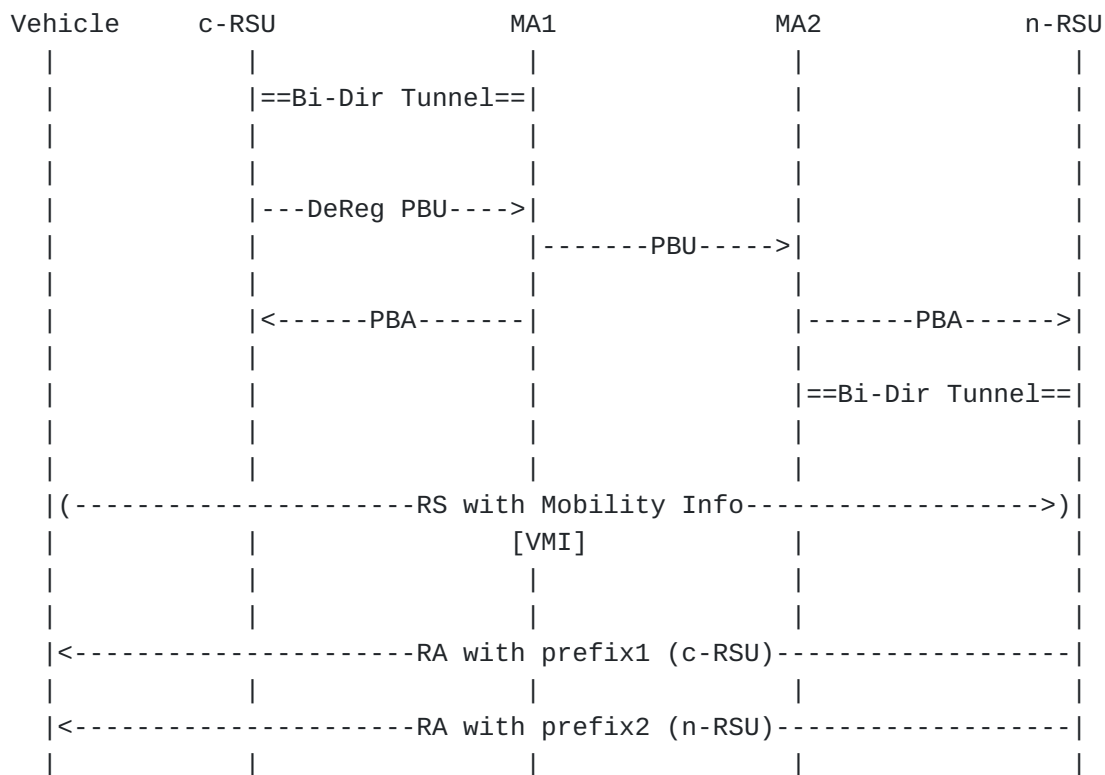 Vehicle     c-RSU              MA1              MA2            n-RSU
  |           |                 |                |                |
  |           |==Bi-Dir Tunnel==|                |                |
  |           |                 |                |                |
  |           |                 |                |                |
  |           |---DeReg PBU---->|                |                |
  |           |                 |-------PBU----->|                |
  |           |                 |                |                |
  |           |<------PBA-------|                |-------PBA------>|
  |           |                 |                |                |
  |           |                 |                |==Bi-Dir Tunnel==|
  |           |                 |                |                |
  |           |                 |                |                |
  |(----------------------RS with Mobility Info------------------->)|
  |           |               [VMI]              |                |
  |           |                 |                |                |
  |           |                 |                |                |
  |<----------------------RA with prefix1 (c-RSU)-------------------|
  |           |                 |                |                |
  |<----------------------RA with prefix2 (n-RSU)-------------------|
  |           |                 |                |                |